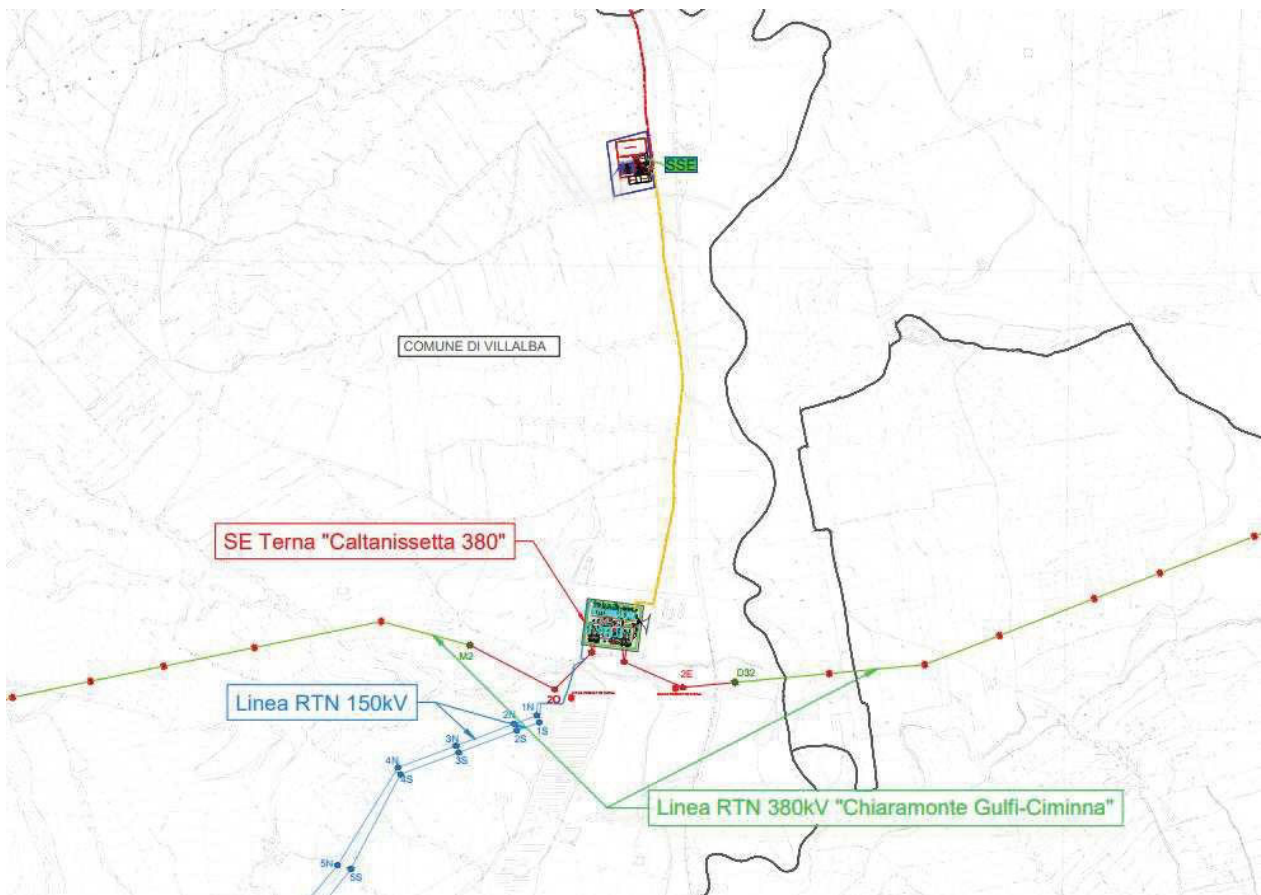 SSE
COMUNE DI VILLALBA
SE Terna "Caltanissetta 380"
M2
2E
D32
2O
Linea RTN 150kV
1N
2N
1S
2S
3N
3S
4N
4S
Linea RTN 380kV "Chiaramonte Gulfi-Ciminna"
5N
5S